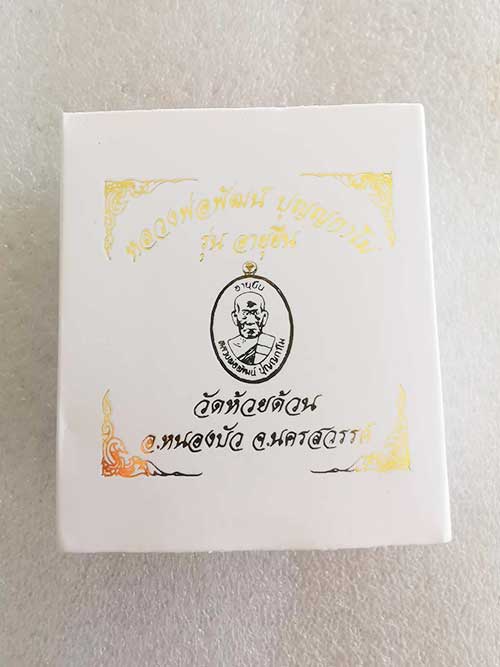 หลวงพ่อพัฒน์ ปุญญกาโม
รุ่น อายุยืน
อายุยืน
หลวงพ่อพัฒน์ ปุญญกาโม
วัดห้วยด้วน
อ.หนองบัว จ.นครสวรรค์